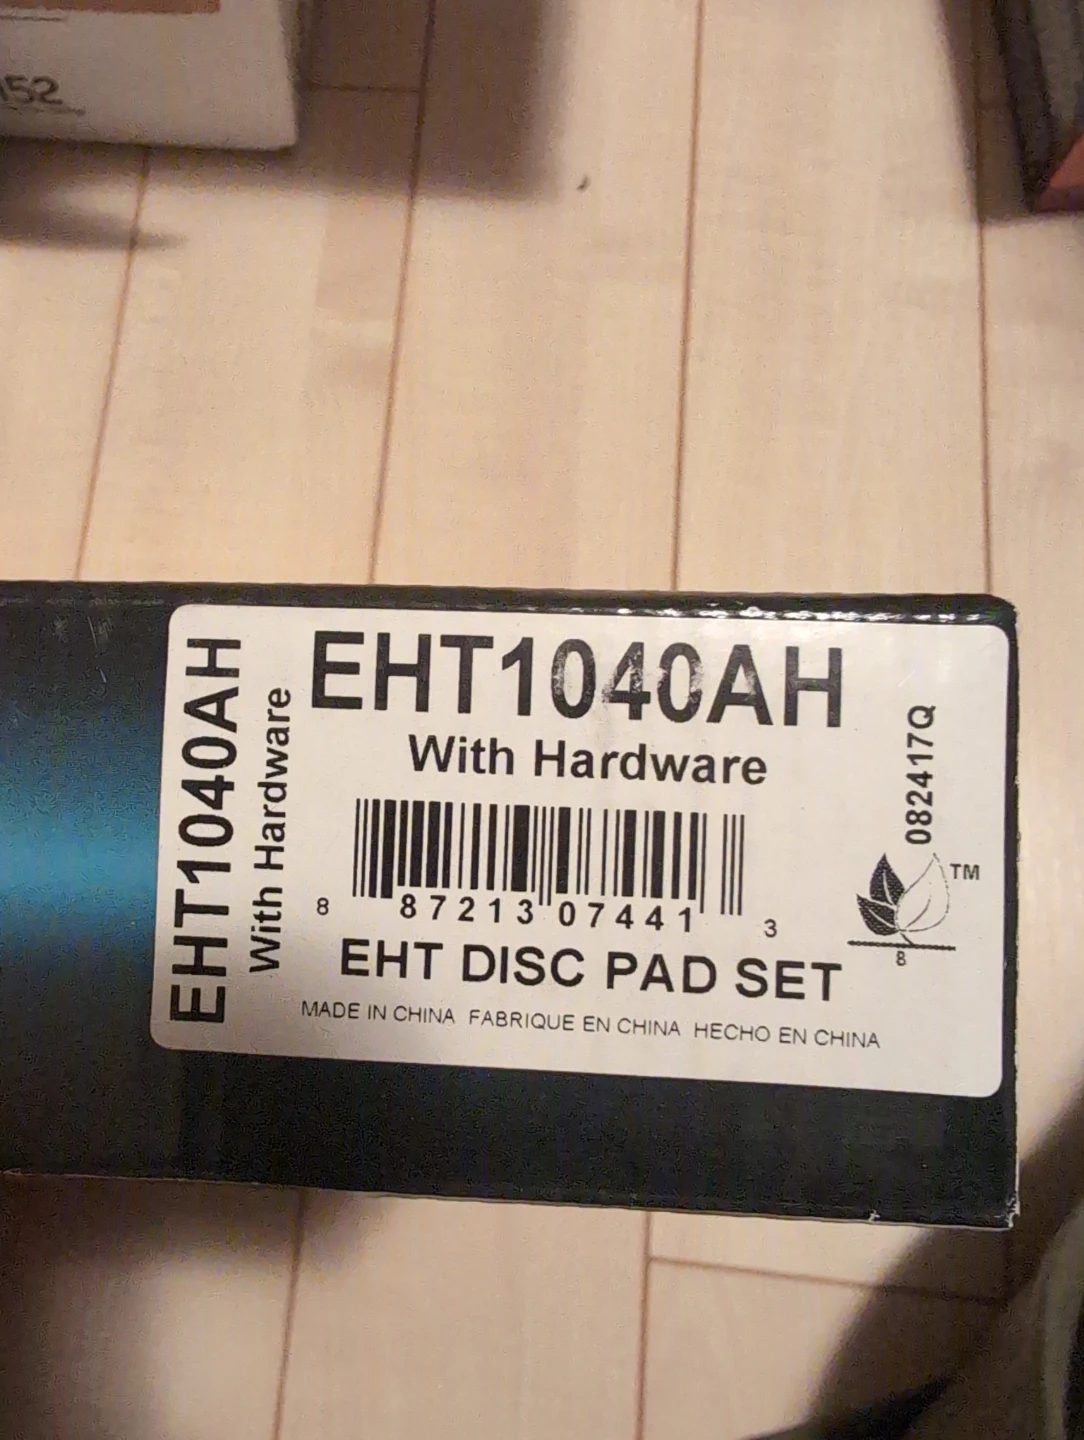 52
EHT1040AH
With Hardware
EHT1040AH
With Hardware
8 87213 07441 3
EHT DISC PAD SET
MADE IN CHINA FABRIQUE EN CHINA HECHO EN CHINA
082417Q
TM
8